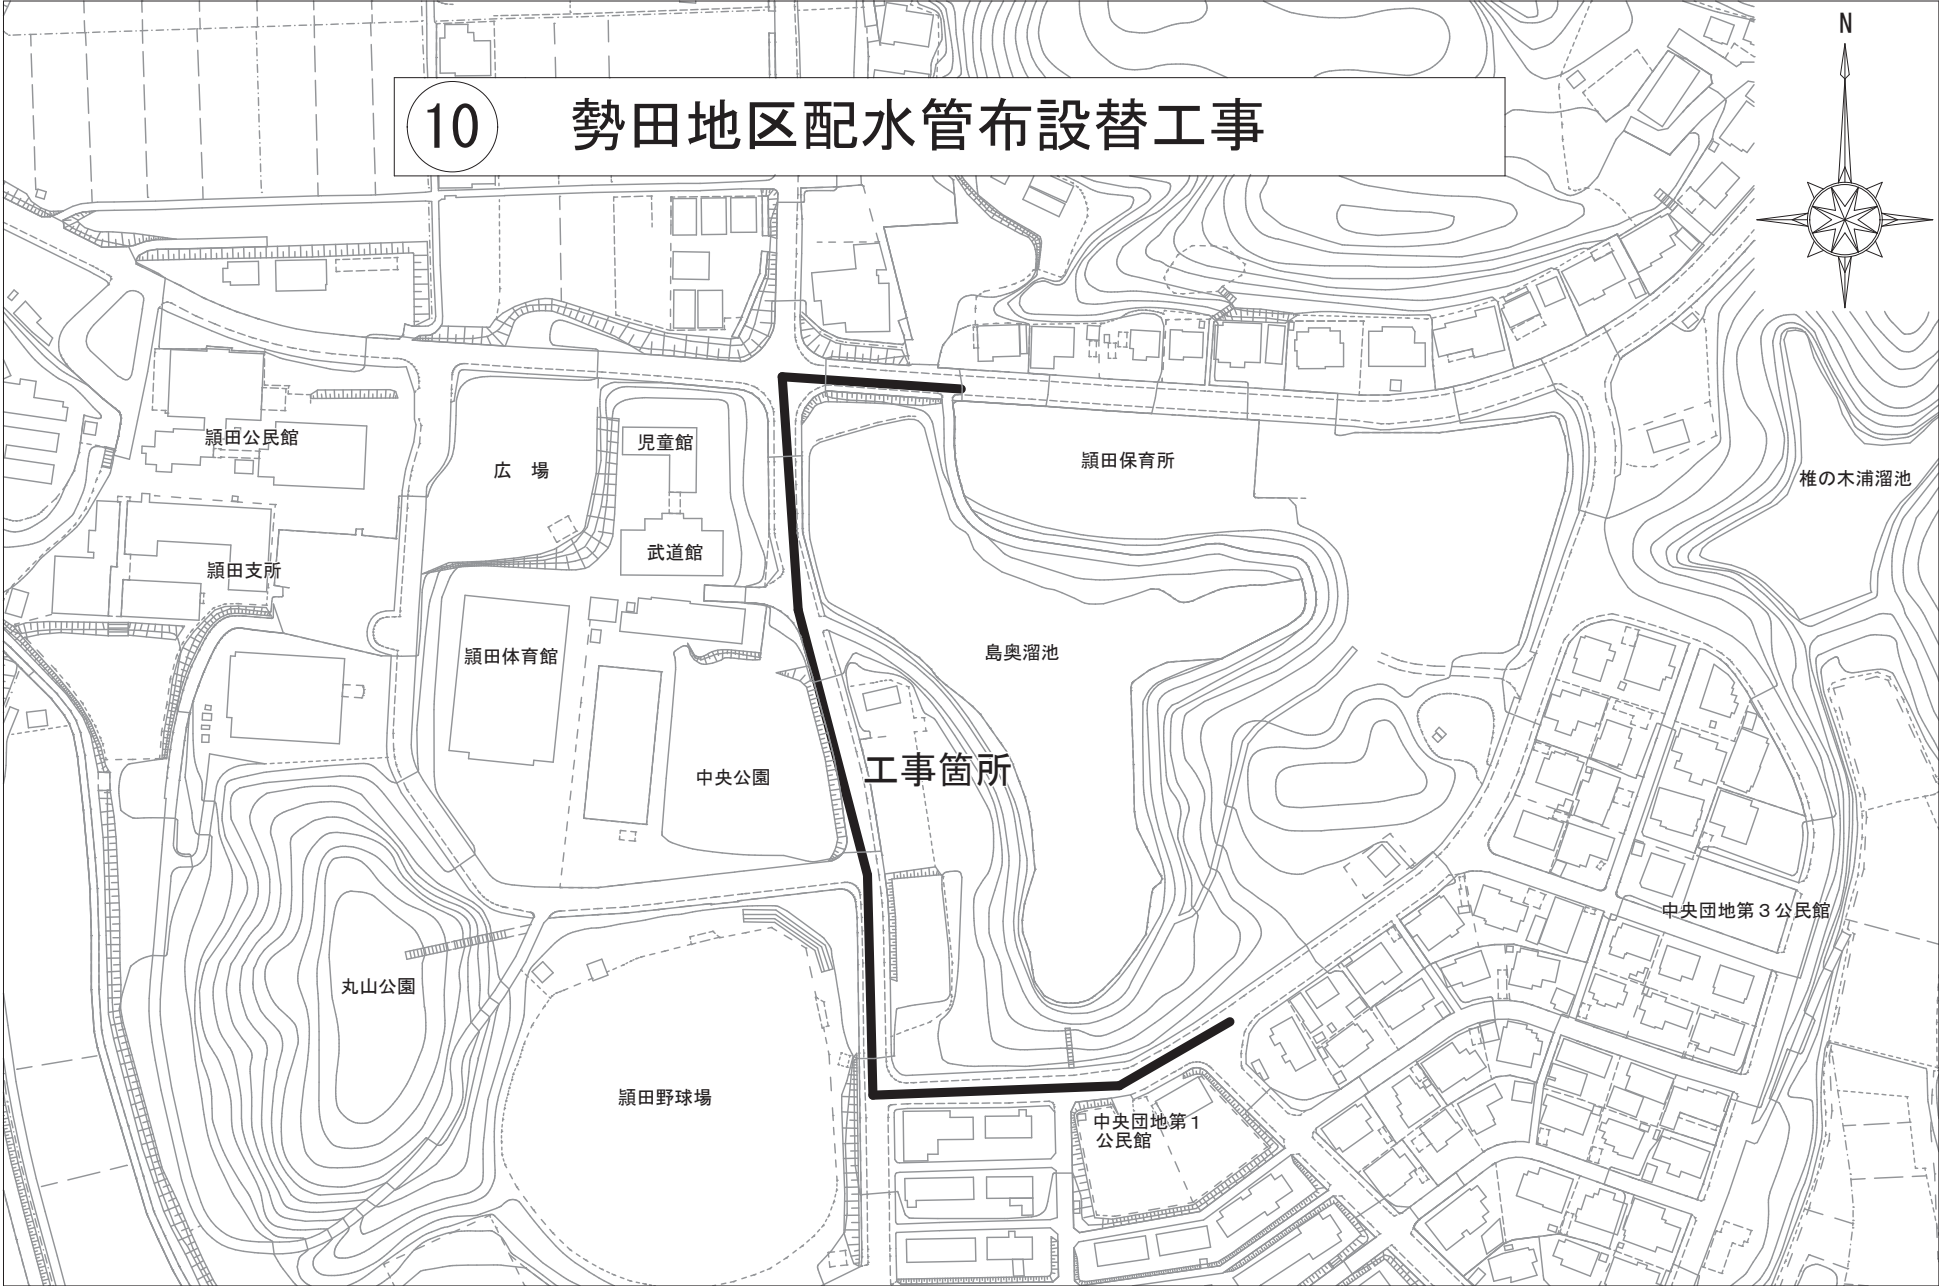 N
10 勢田地区配水管布設替工事
頴田公民館
児童館
広 場
頴田保育所
椎の木浦溜池
武道館
頴田支所
頴田体育館
島奥溜池
工事箇所
中央公園
中央団地第3公民館
丸山公園
頴田野球場
中央団地第1
公民館